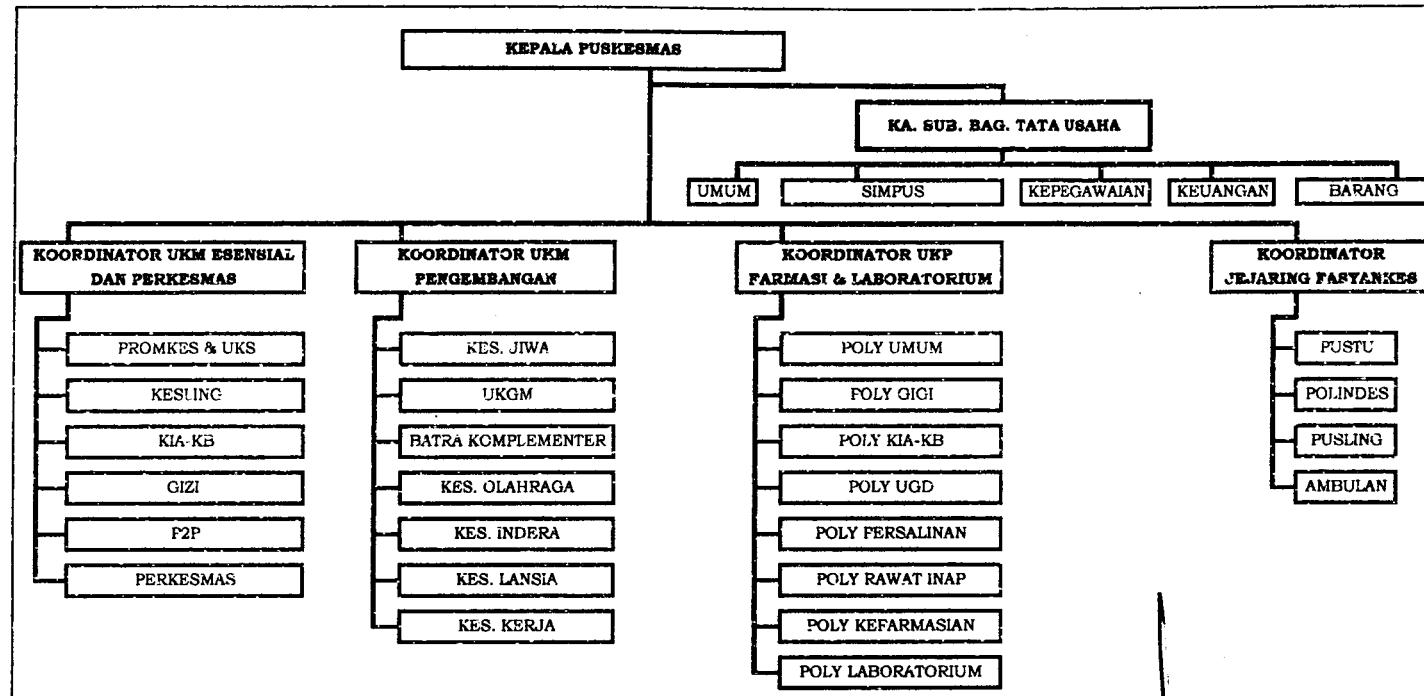 KEPALA PUSKESMAS
KA. SUB. BAG. TATA USAHA
UMUM
SIMPUS
KEPEGAWAIAN
KEUANGAN
BARANG
KOORDINATOR UKM ESENSIAL
DAN PERKESMAS
PROMKES & UKS
KESLING
KIA-KB
GIZI
P2P
PERKESMAS
KOORDINATOR UKM
PENGEMBANGAN
KES. JIWA
UKGM
BATRA KOMPLEMENTER
KES. OLAHRAGA
KES. INDERA
KES. LANSIA
KES. KERJA
KOORDINATOR UKP
FARMASI & LABORATORIUM
POLY UMUM
POLY GIGI
POLY KIA-KB
POLY UGD
POLY PERSALINAN
POLY RAWAT INAP
POLY KEFARMASIAN
POLY LABORATORIUM
KOORDINATOR
JEJARING FASYANKES
PUSTU
POLINDES
PUSLING
AMBULAN